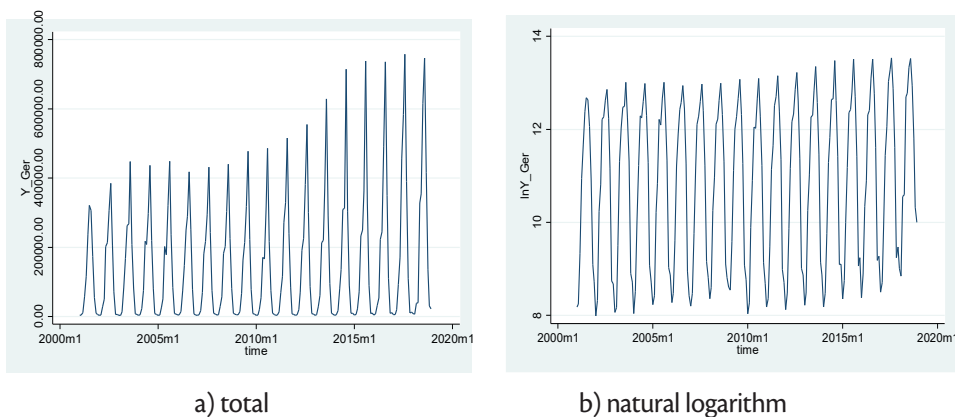 Y_Ger
800000.00
600000.00
400000.00
200000.00
0.00
2000m1 2005m1 2010m1 2015m1 2020m1
time
a) total
lnY_Ger
14
12
10
8
2000m1 2005m1 2010m1 2015m1 2020m1
time
b) natural logarithm